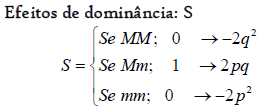 Efeitos de dominância: S
Se MM; 0 → −2q²
S = { Se Mm; 1 → 2pq
Se mm; 0 → −2p²